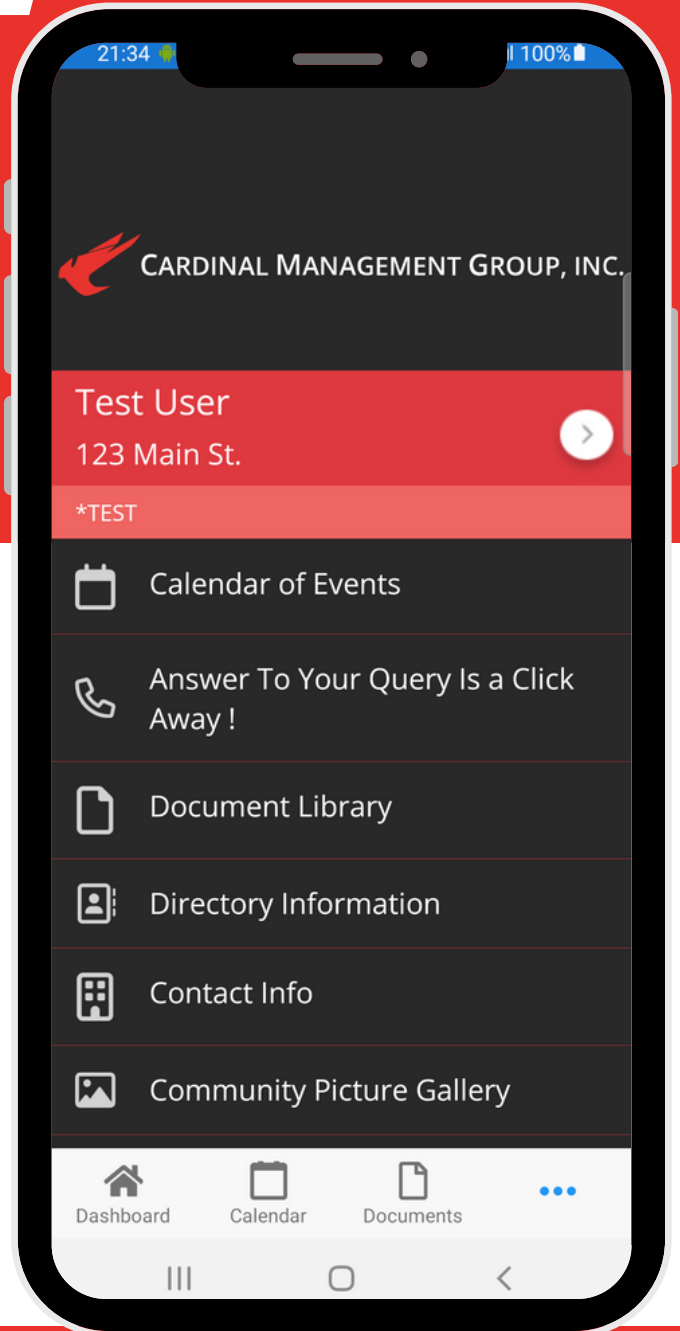 21:34
100%
CARDINAL MANAGEMENT GROUP, INC.
Test User
123 Main St.
*TEST
Calendar of Events
Answer To Your Query Is a Click
Away !
Document Library
Directory Information
Contact Info
Community Picture Gallery
Dashboard Calendar Documents